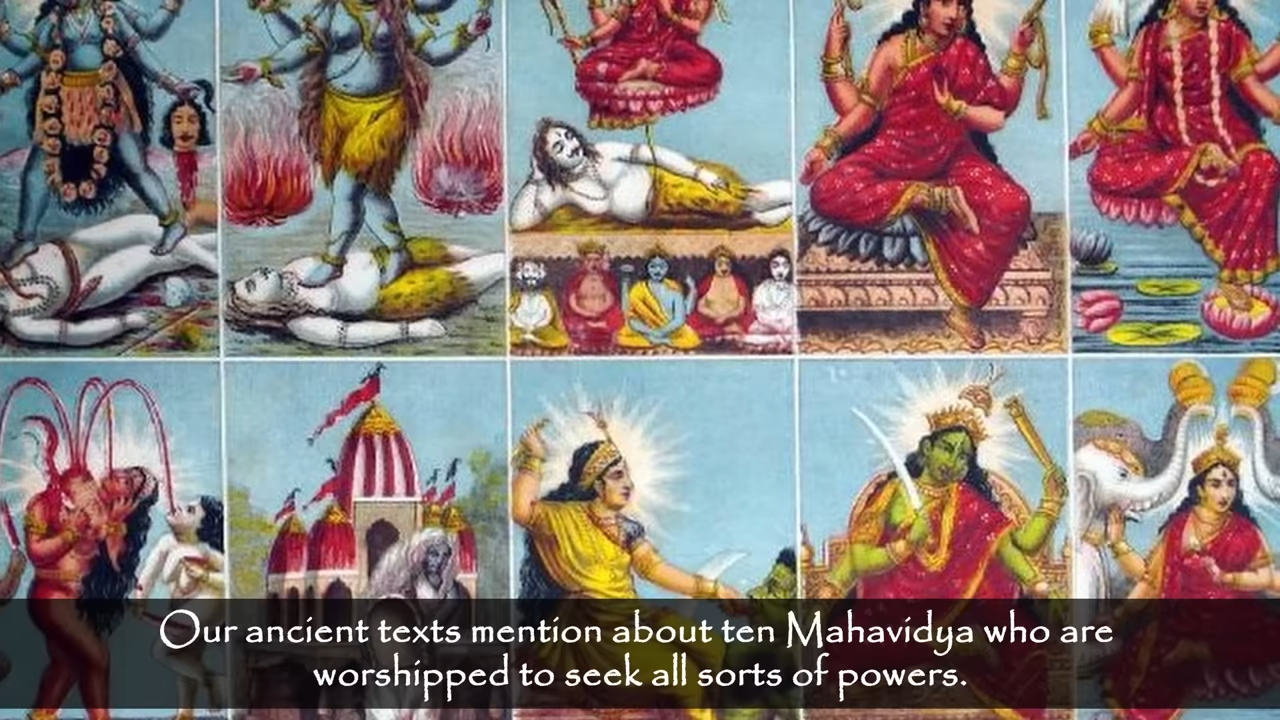 Our ancient texts mention about ten Mahavidya who are
worshipped to seek all sorts of powers.